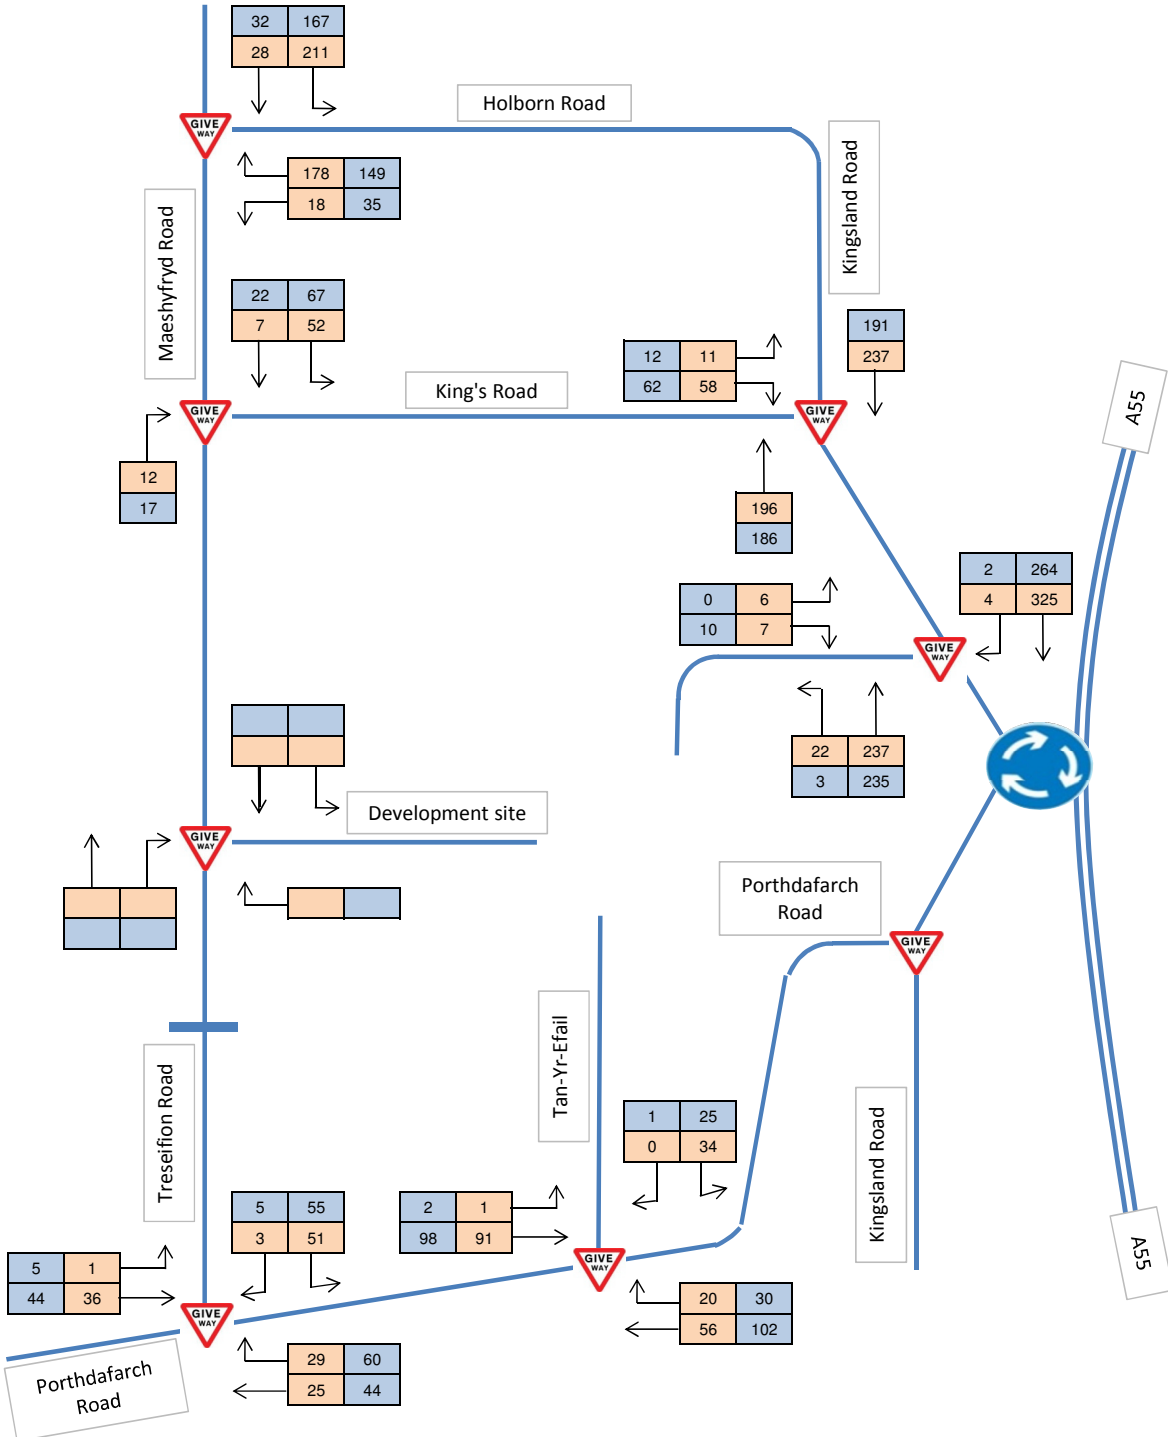 32 167
28 211
Holborn Road
GIVE
WAY
178 149
18 35
Kingsland Road
Maeshyfryd Road
22 67
7 52
191
237
12 11
62 58
King's Road
GIVE
WAY
GIVE
WAY
A55
12
17
196
186
2 264
4 325
0 6
10 7
GIVE
WAY
22 237
3 235
Development site
GIVE
WAY
Porthdafarch
Road
GIVE
WAY
Tan-Yr-Efail
Treseifion Road
Kingsland Road
1 25
0 34
5 55
3 51
2 1
98 91
A55
5 1
44 36
GIVE
WAY
20 30
56 102
GIVE
WAY
29 60
25 44
Porthdafarch
Road